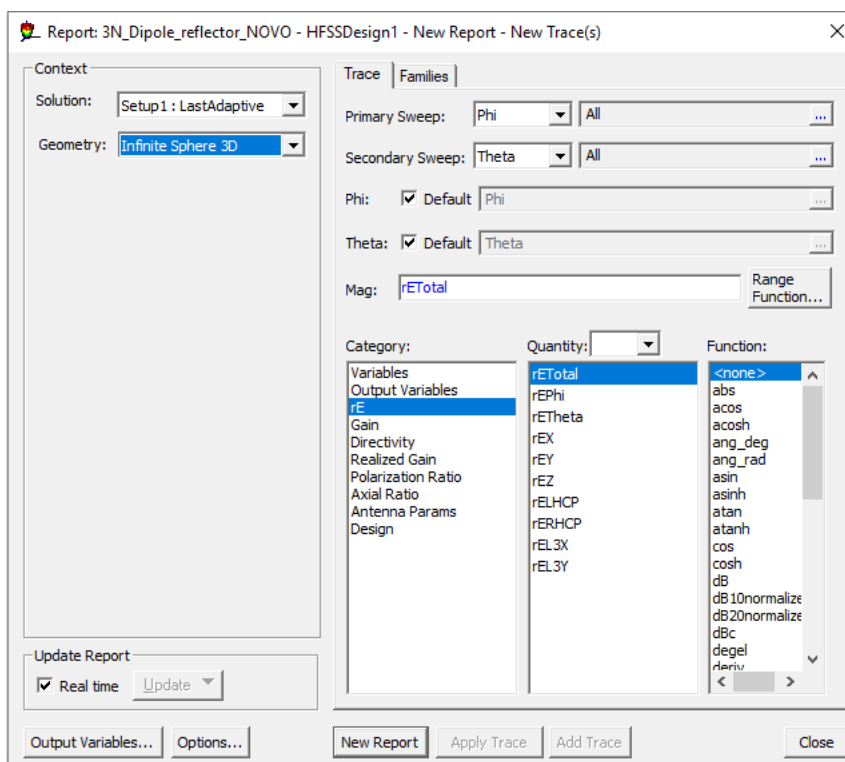 Report: 3N_Dipole_reflector_NOVO - HFSSDesign1 - New Report - New Trace(s)
Context
Solution: Setup1 : LastAdaptive
Geometry: Infinite Sphere 3D
Update Report
Real time Update
Output Variables... Options...
Trace Families
Primary Sweep: Phi All ...
Secondary Sweep: Theta All ...
Phi: Default Phi ...
Theta: Default Theta ...
Mag: rETotal Range
Function...
Category: Quantity: Function:
Variables
Output Variables
rE
Gain
Directivity
Realized Gain
Polarization Ratio
Axial Ratio
Antenna Params
Design
rETotal
rEPhi
rETheta
rEX
rEY
rEZ
rELHCP
rERHCP
rEL3X
rEL3Y
<none>
abs
acos
acosh
ang_deg
ang_rad
asin
asinh
atan
atanh
cos
cosh
dB
dB10normalize
dB20normalize
dBc
degel
deriv
New Report Apply Trace Add Trace Close